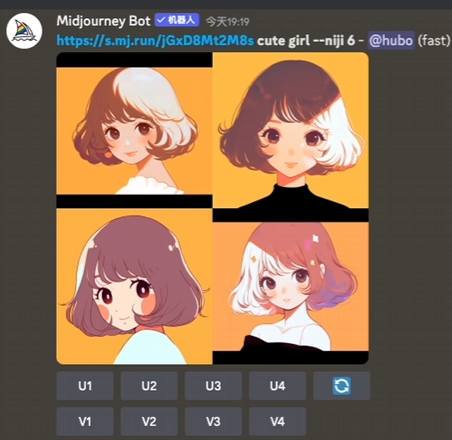 Midjourney Bot ✓ 机器人 今天19:19
https://s.mj.run/jGxD8Mt2M8s cute girl --niji 6 - @hubo (fast)
U1 U2 U3 U4
V1 V2 V3 V4